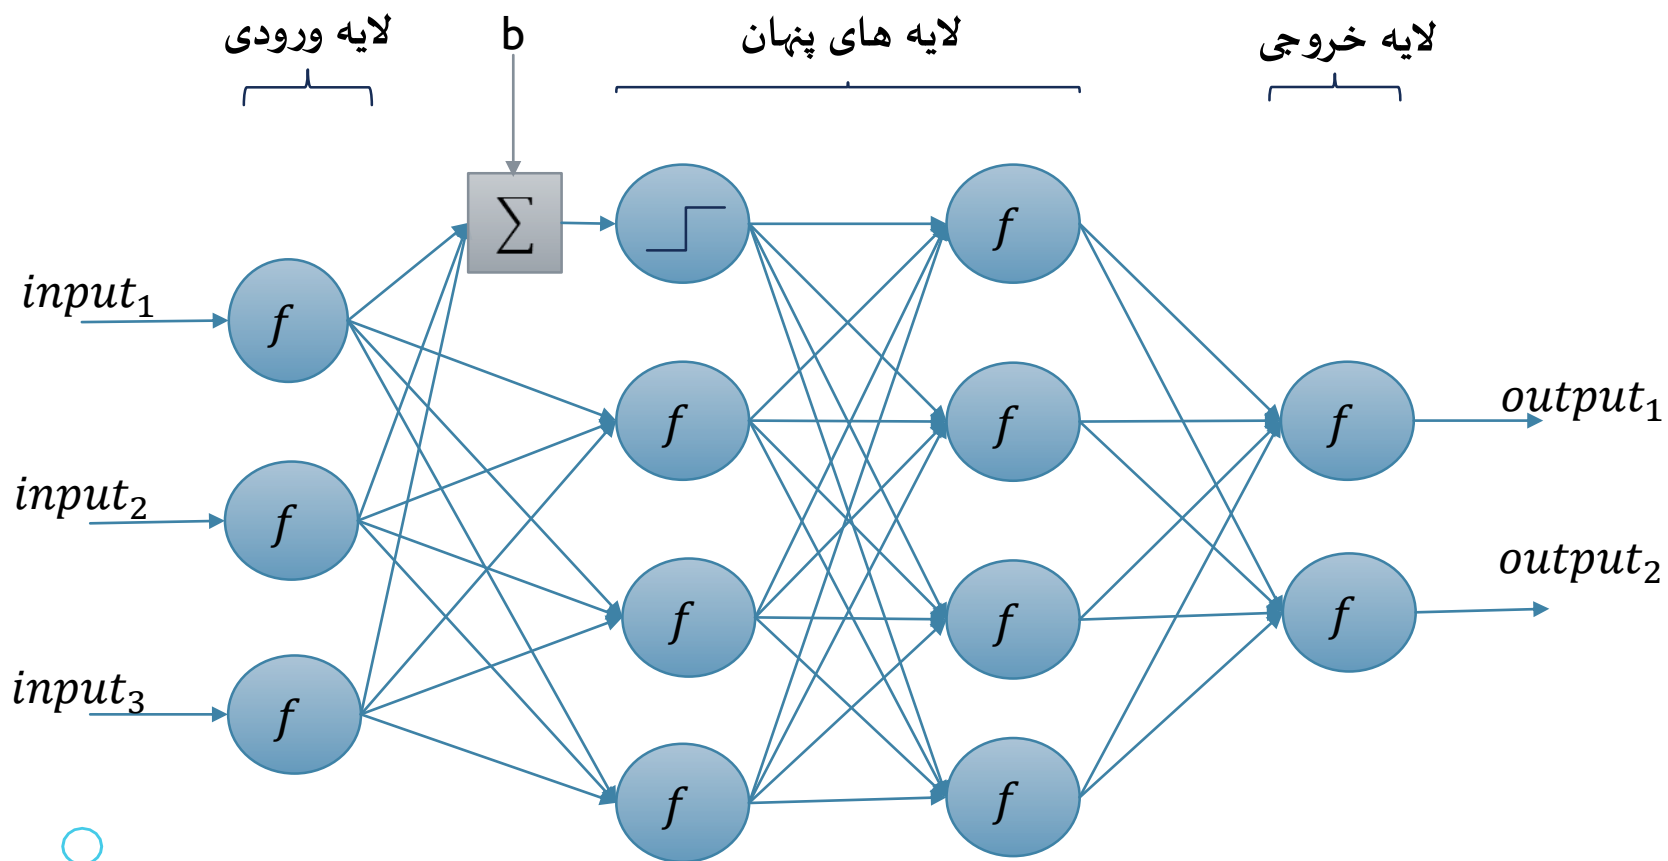 لایه ورودی
b
لایه های پنهان
لایه خروجی
∑
f
input₁
f
f
f
f
output₁
f
input₂
f
f
f
output₂
f
input₃
f
f
f